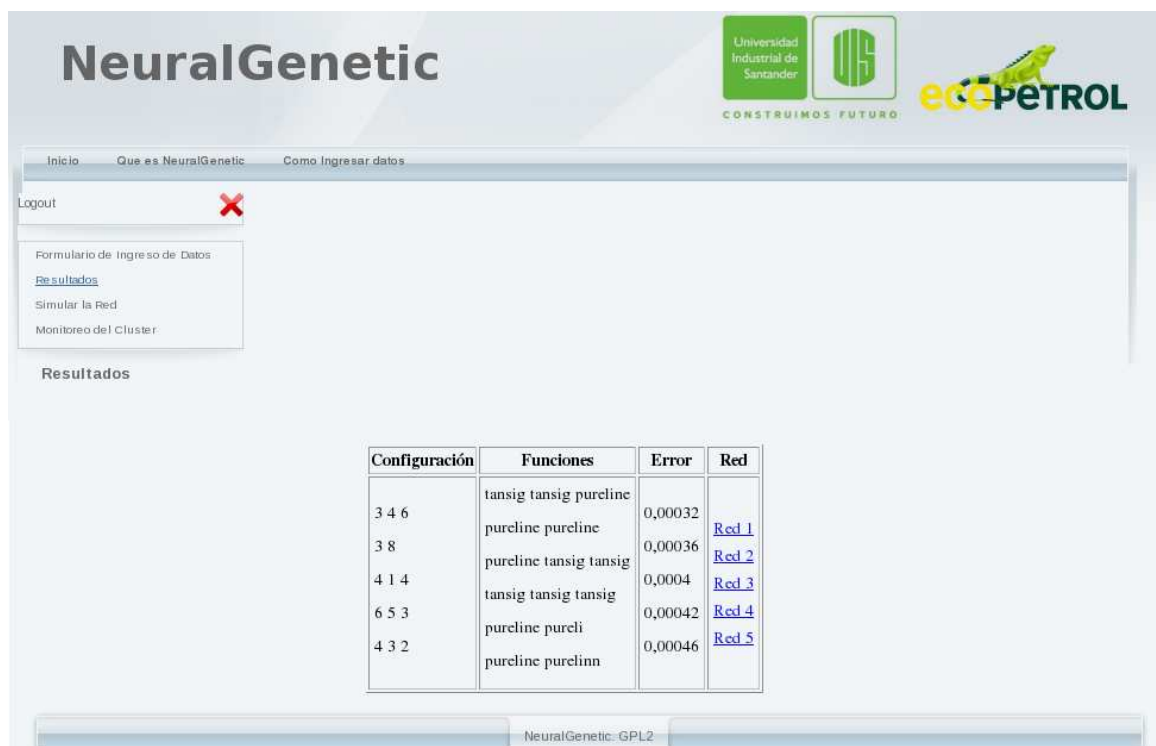 NeuralGenetic
Universidad
Industrial de
Santander
UIS
CONSTRUIMOS FUTURO
ecopetrol
Inicio Que es NeuralGenetic Como Ingresar datos
Logout
Formulario de Ingreso de Datos
Resultados
Simular la Red
Monitoreo del Cluster
Resultados
Configuración Funciones Error Red
3 4 6
3 8
4 1 4
6 5 3
4 3 2
tansig tansig pureline
pureline pureline
pureline tansig tansig
tansig tansig tansig
pureline pureli
pureline purelinn
0,00032
0,00036
0,0004
0,00042
0,00046
Red 1
Red 2
Red 3
Red 4
Red 5
NeuralGenetic. GPL2